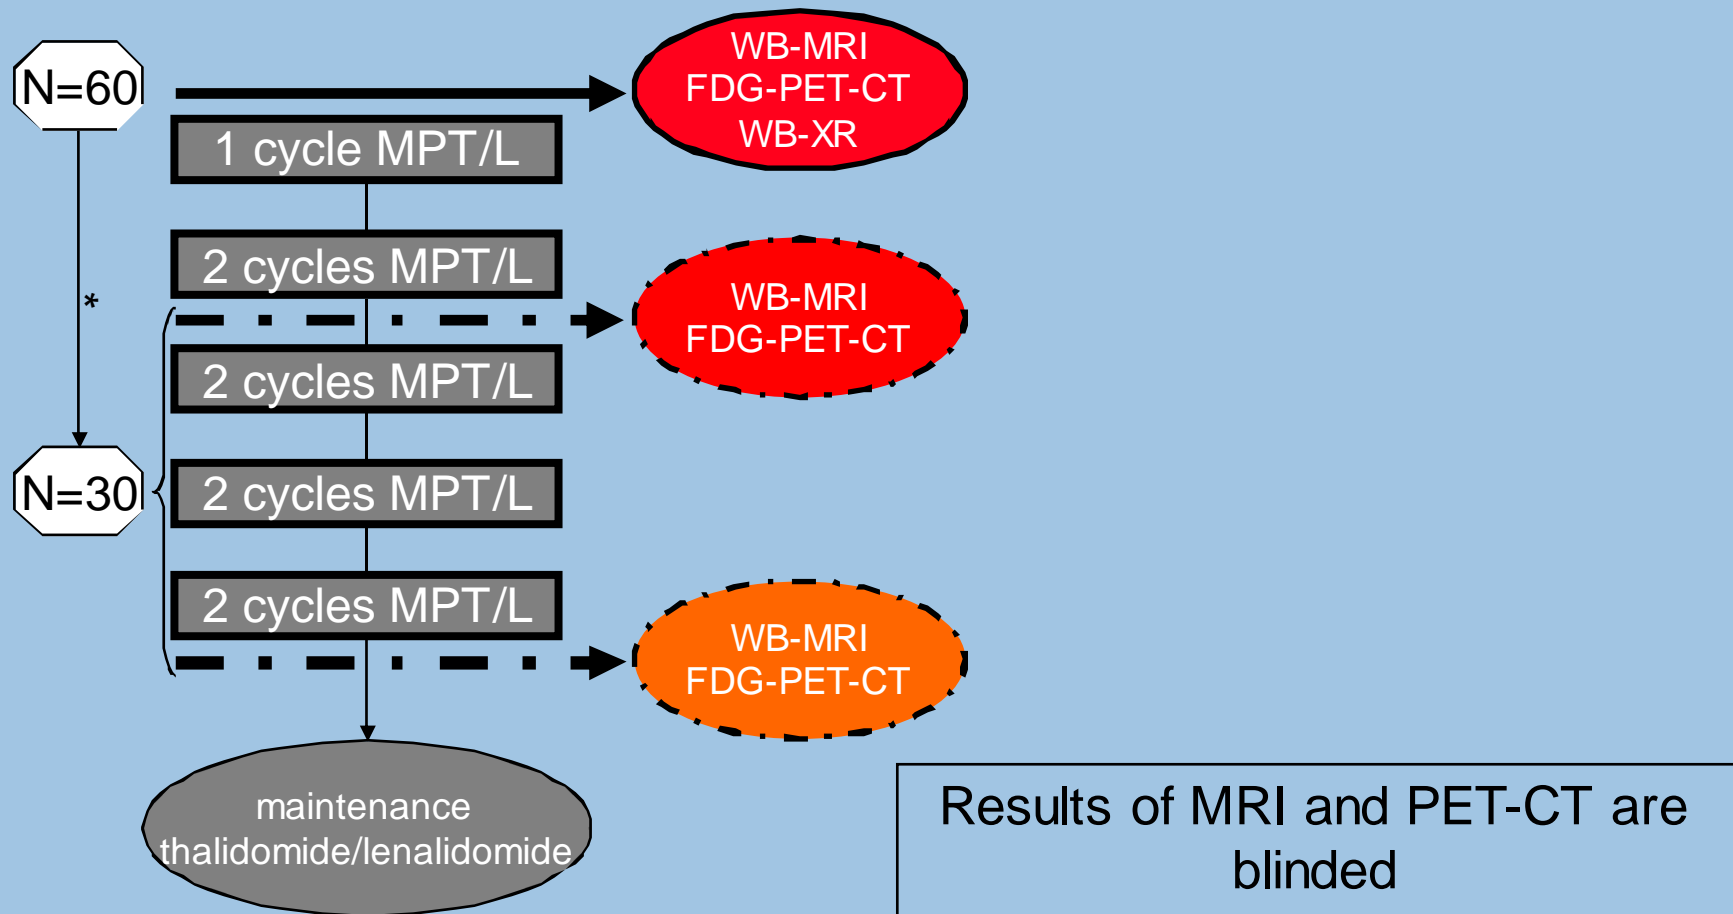 N=60
WB-MRI
FDG-PET-CT
WB-XR
1 cycle MPT/L
2 cycles MPT/L
*
WB-MRI
FDG-PET-CT
2 cycles MPT/L
N=30
2 cycles MPT/L
2 cycles MPT/L
WB-MRI
FDG-PET-CT
maintenance
thalidomide/lenalidomide
Results of MRI and PET-CT are
blinded